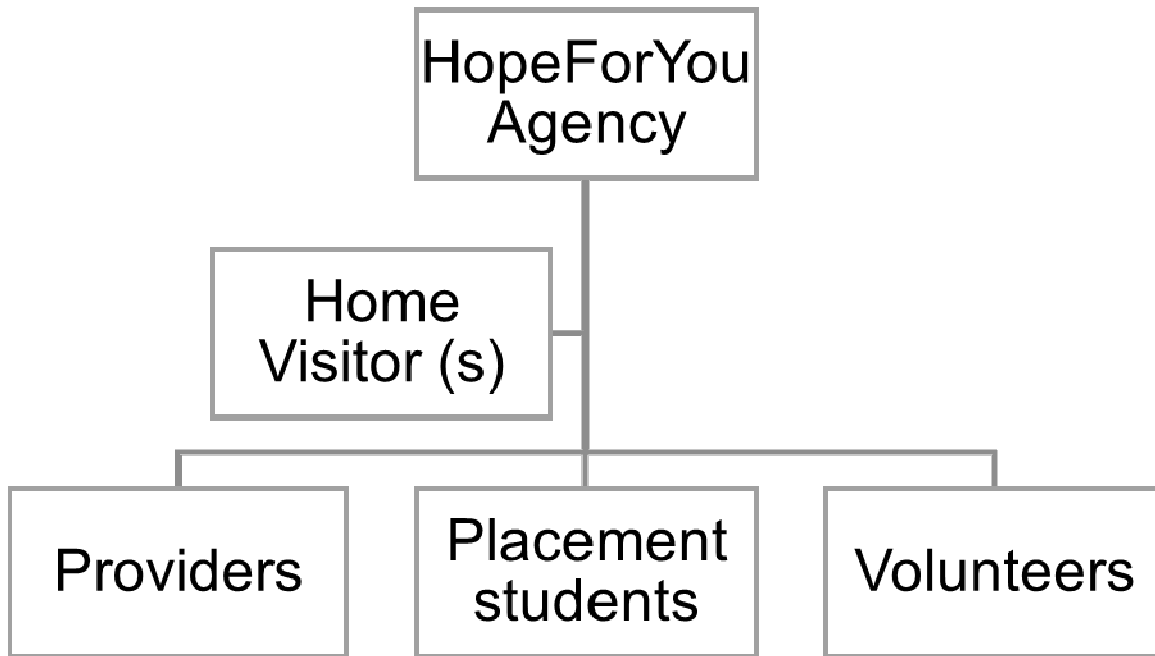 HopeForYou
Agency
Home
Visitor (s)
Providers
Placement
students
Volunteers